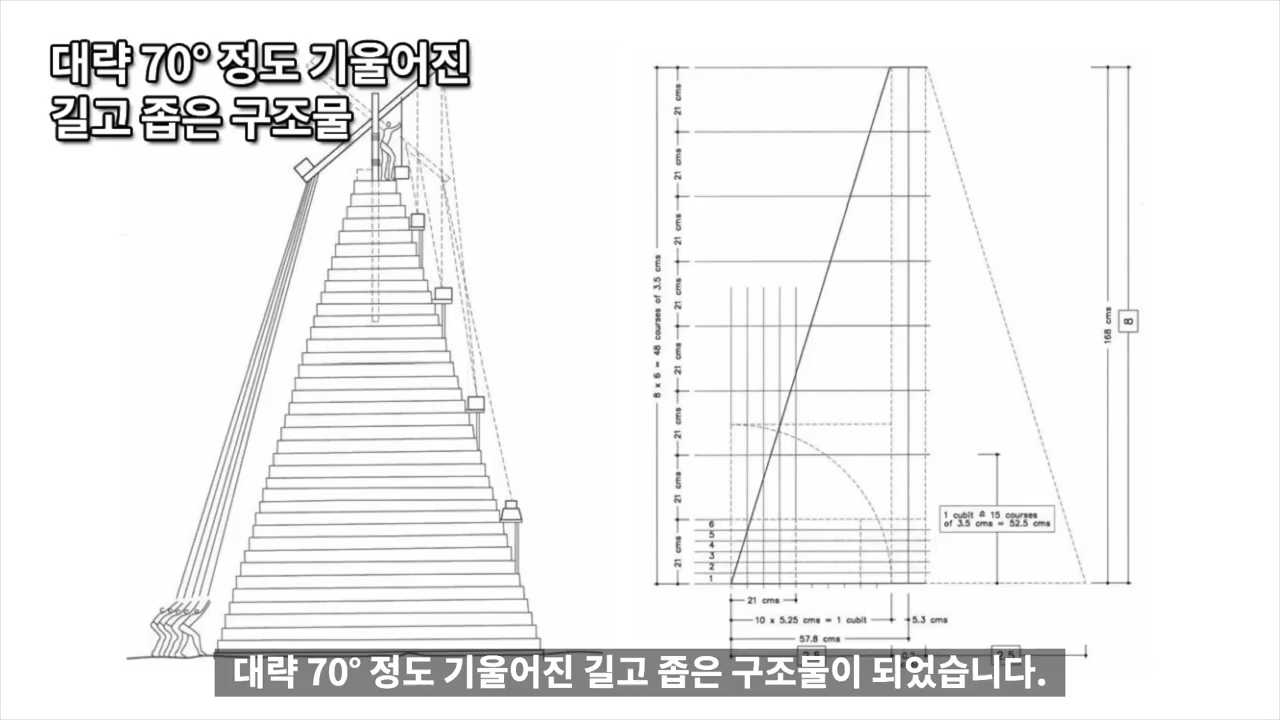 대략 70° 정도 기울어진
길고 좁은 구조물
8 x 6 = 48 courses of 3.5 cms
21 cms
21 cms
21 cms
21 cms
21 cms
21 cms
21 cms
21 cms
6
5
4
3
2
1
168 cms
8
1 cubit ≙ 15 courses
of 3.5 cms = 52.5 cms
21 cms
10 x 5.25 cms = 1 cubit
5.3 cms
57.8 cms
대략 70° 정도 기울어진 길고 좁은 구조물이 되었습니다.